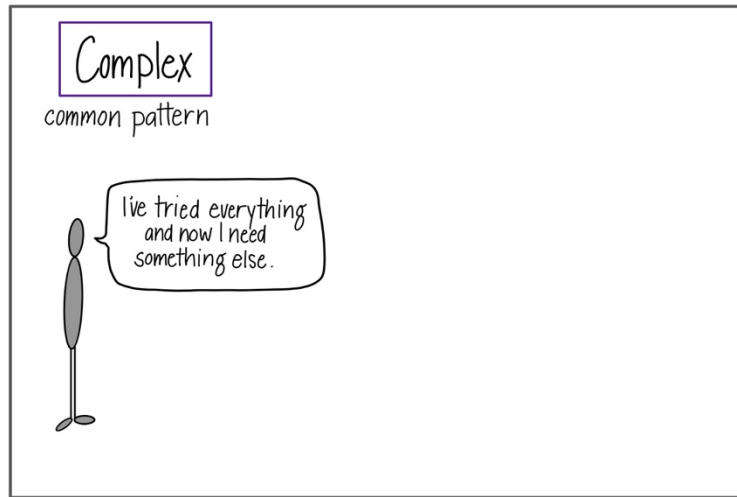 Complex
common pattern
I've tried everything
and now I need
something else.